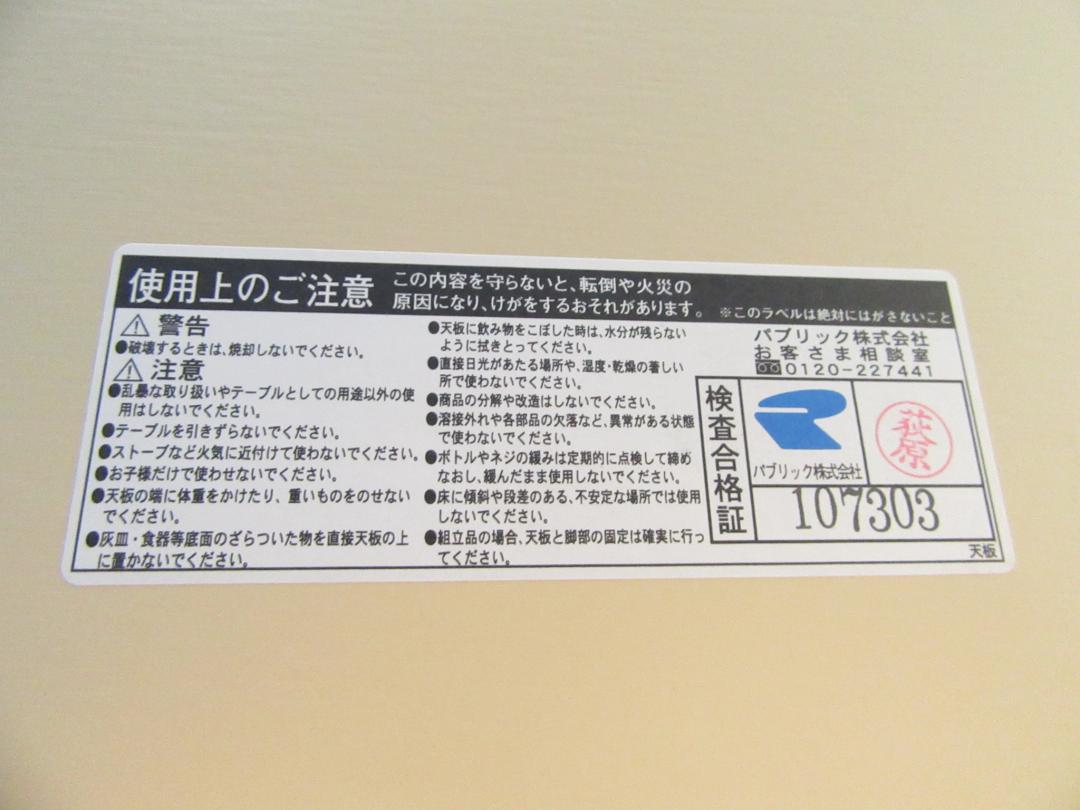 使用上のご注意
この内容を守らないと、転倒や火災の
原因になり、けがをするおそれがあります。
※このラベルは絶対にはがさないこと
警告
●破壊するときは、焼却しないでください。
注意
●乱暴な取り扱いやテーブルとしての用途以外の使
用はしないでください。
●テーブルを引きずらないでください。
●ストーブなど火気に近付けて使わないでください。
●お子様だけで使わせないでください。
●天板の端に体重をかけたり、重いものをのせない
でください。
●灰皿・食器等底面のざらついた物を直接天板の上
に置かないでください。
●天板に飲み物をこぼした時は、水分が残らない
ように拭きとってください。
●直接日光があたる場所や、湿度・乾燥の著しい
所で使わないでください。
●商品の分解や改造はしないでください。
●溶接外れや各部品の欠落など、異常がある状態
で使わないでください。
●ボトルやネジの緩みは定期的に点検して締め
なおし、緩んだまま使用しないでください。
●床に傾斜や段差のある、不安定な場所では使用
しないでください。
●組立品の場合、天板と脚部の固定は確実に行っ
てください。
パブリック株式会社
お客さま相談室
0120-227441
検査合格証
パブリック株式会社
荻原
107303
天板